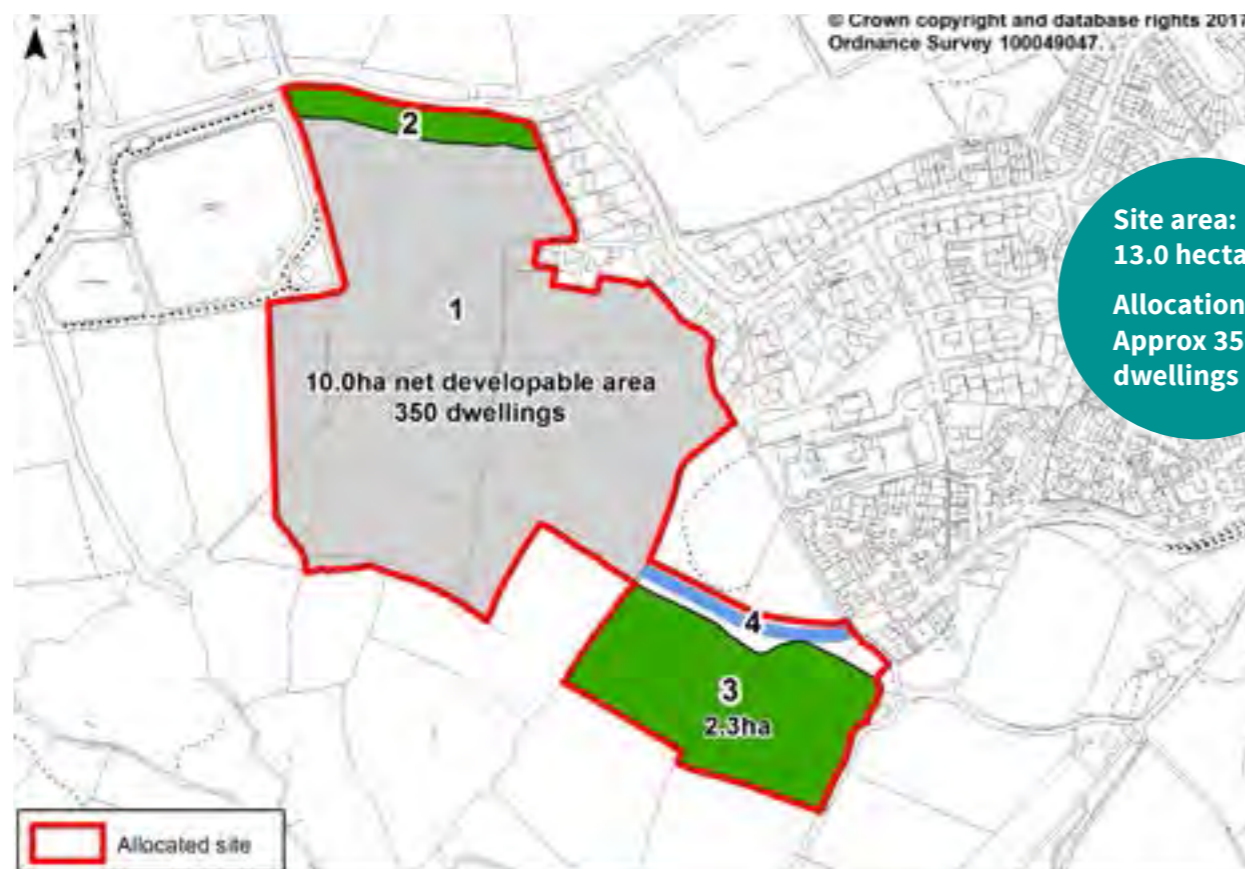 © Crown copyright and database rights 2017
Ordnance Survey 100049047.
2
Site area:
13.0 hecta
Allocation
Approx 35
dwellings
1
10.0ha net developable area
350 dwellings
4
3
2.3ha
Allocated site